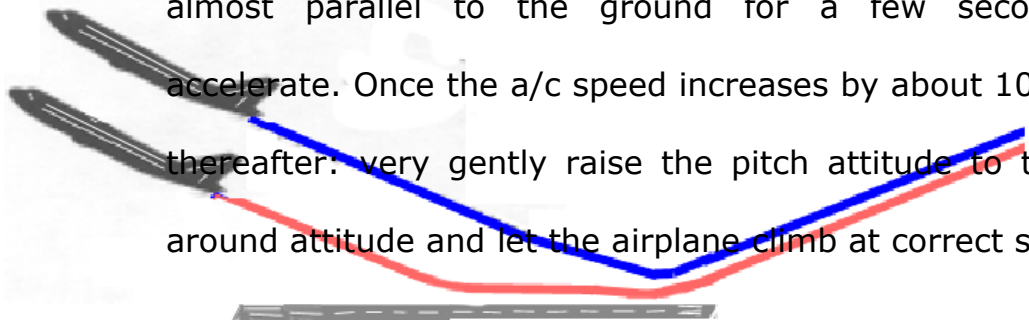 almost parallel to the ground for a few seco
accelerate. Once the a/c speed increases by about 10
thereafter: very gently raise the pitch attitude to t
around attitude and let the airplane climb at correct s